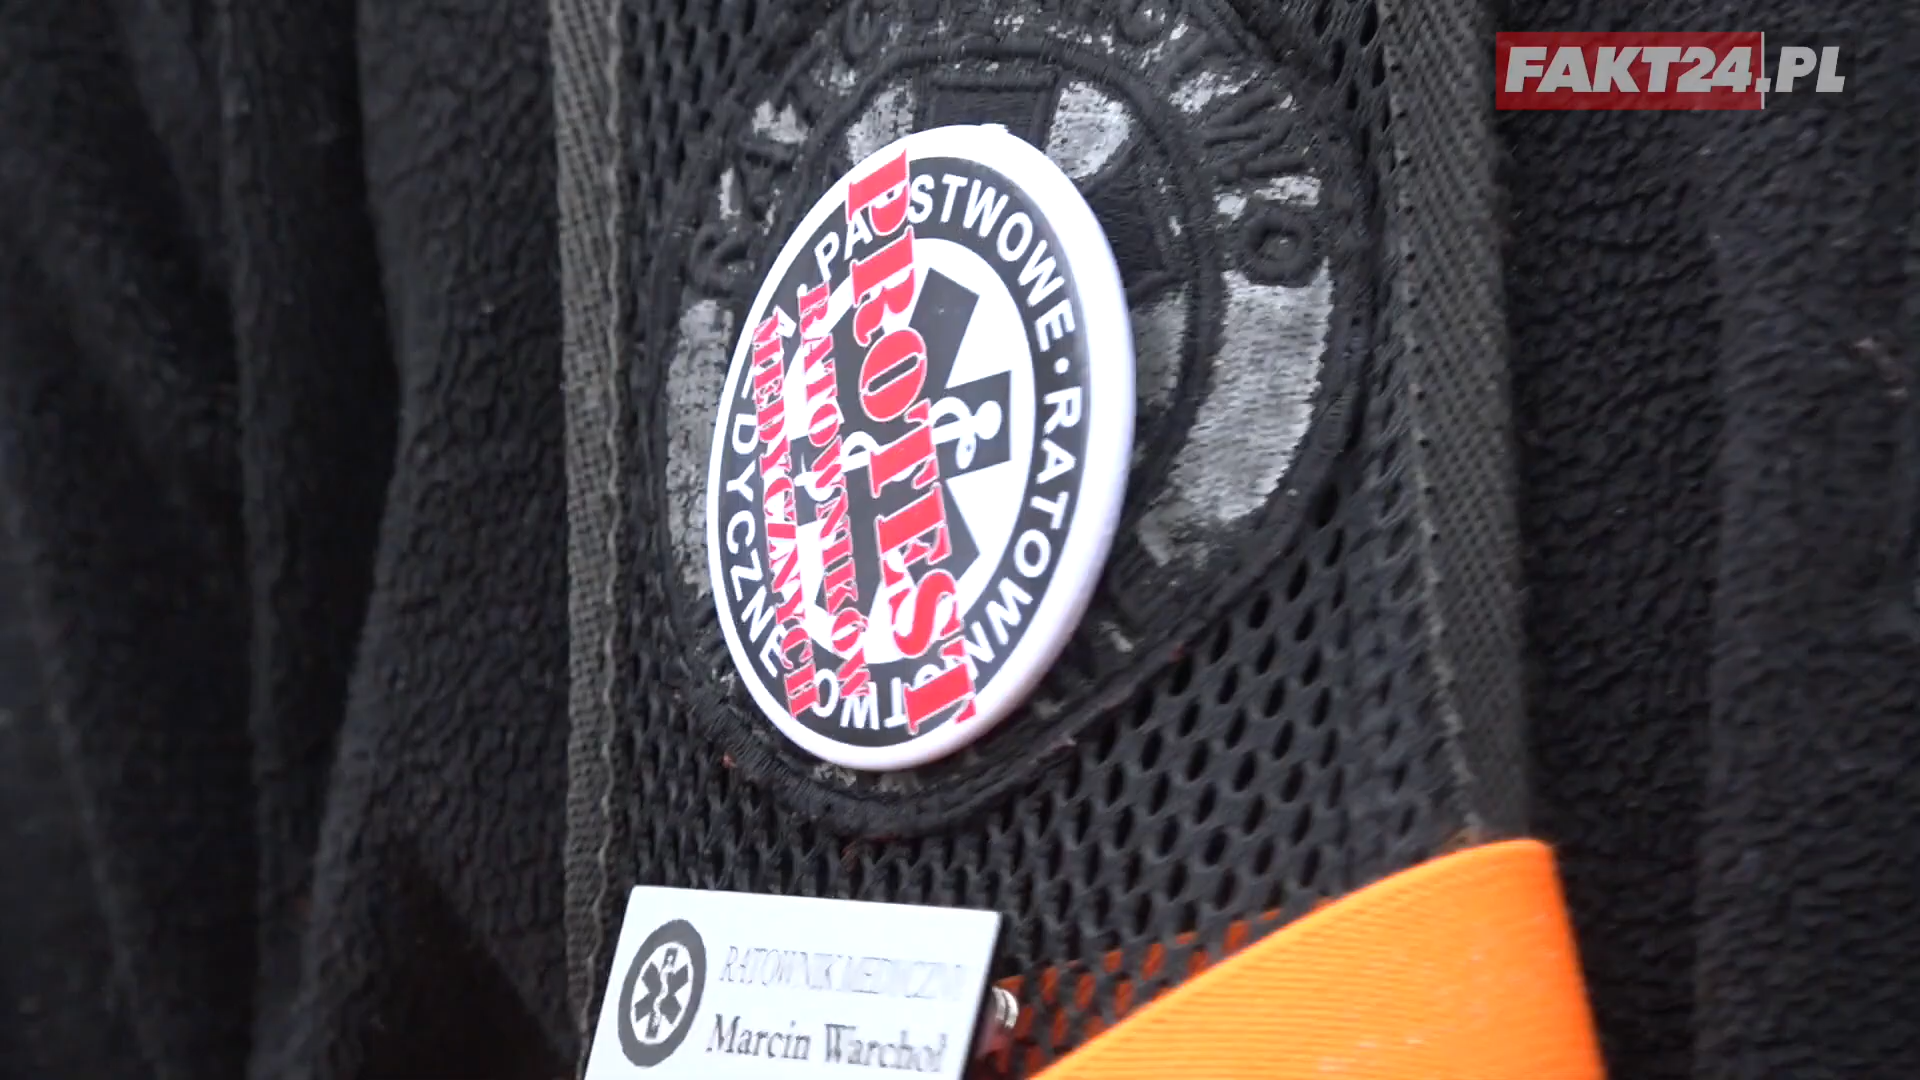 FAKT24.PL
PAŃSTWOWE • RATOWNICTWO MEDYCZNE
PROTEST
RATOWNIKÓW
MEDYCZNYCH
RATOWNIK MEDYCZNY
Marcin Warchoł